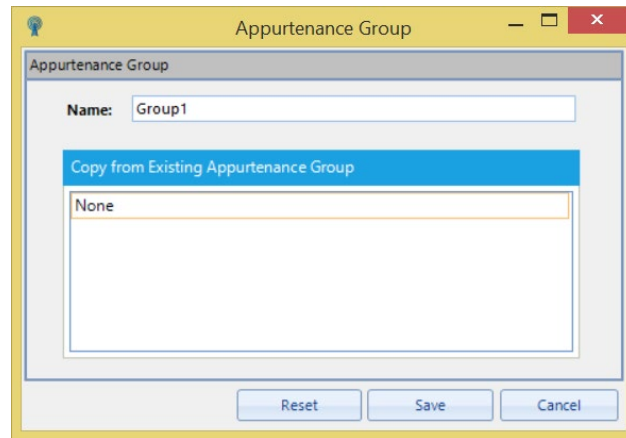 Appurtenance Group
Appurtenance Group
Name: Group1
Copy from Existing Appurtenance Group
None
Reset Save Cancel